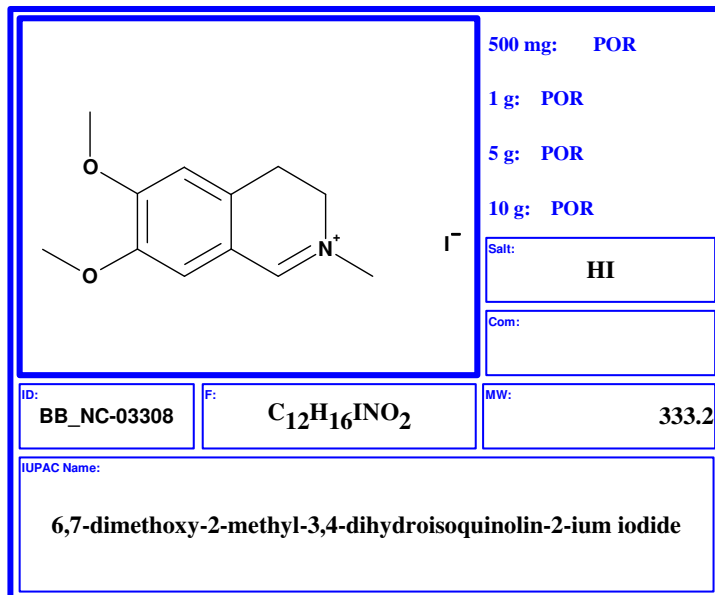 500 mg: POR
1 g: POR
5 g: POR
10 g: POR
O
O
N+
I−
Salt:
HI
Com:
ID:
BB_NC-03308
F:
C12H16INO2
MW:
333.2
IUPAC Name:
6,7-dimethoxy-2-methyl-3,4-dihydroisoquinolin-2-ium iodide